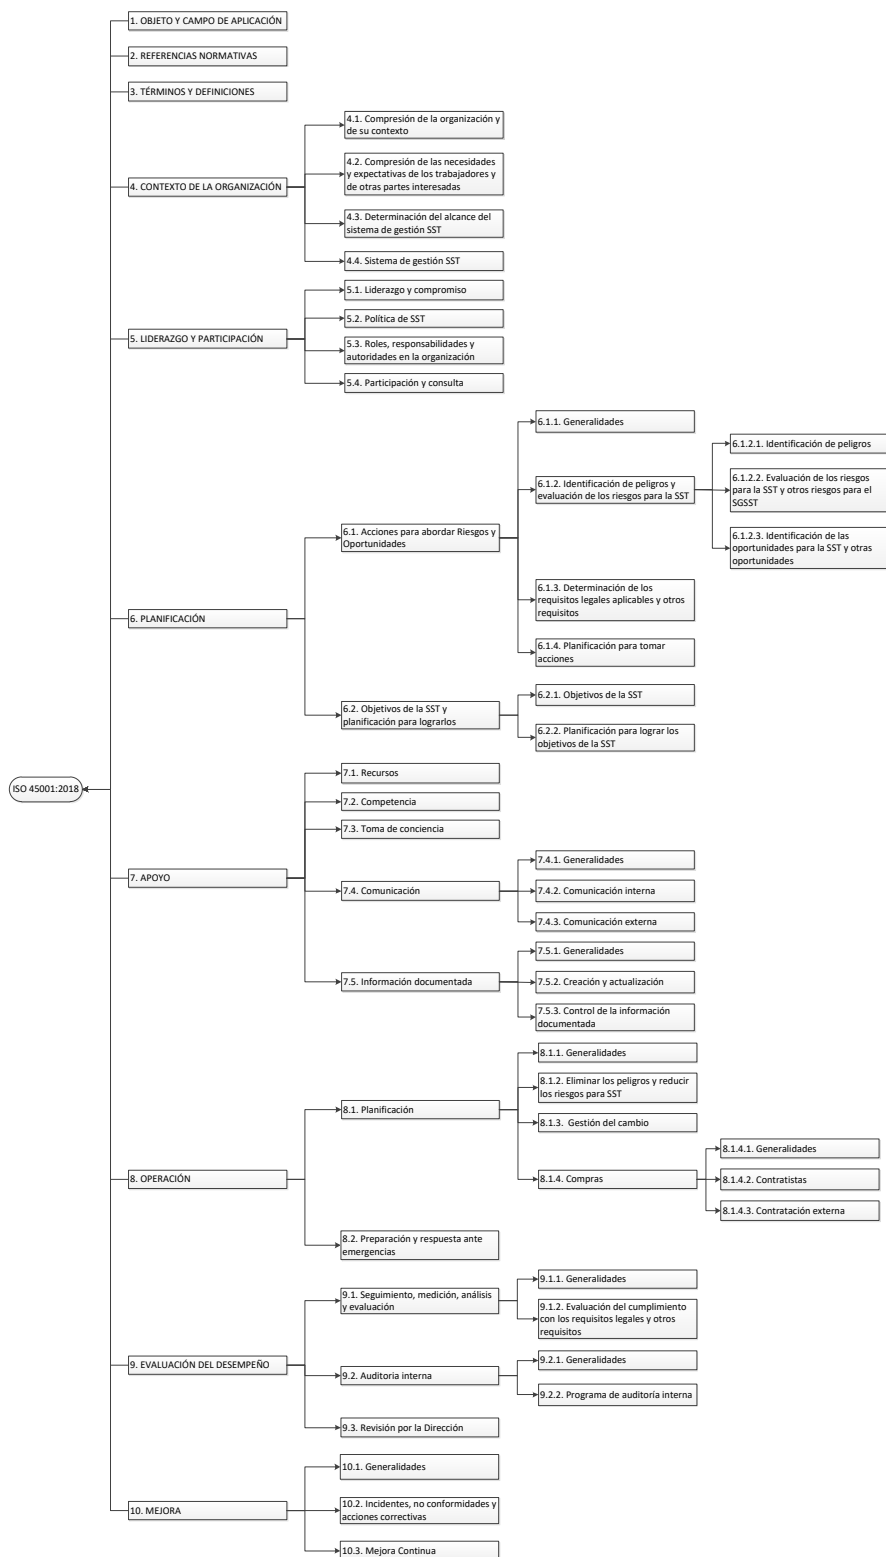 ISO 45001:2018
1. OBJETO Y CAMPO DE APLICACIÓN
2. REFERENCIAS NORMATIVAS
3. TÉRMINOS Y DEFINICIONES
4. CONTEXTO DE LA ORGANIZACIÓN
4.1. Compresión de la organización y
de su contexto
4.2. Compresión de las necesidades
y expectativas de los trabajadores y
de otras partes interesadas
4.3. Determinación del alcance del
sistema de gestión SST
4.4. Sistema de gestión SST
5. LIDERAZGO Y PARTICIPACIÓN
5.1. Liderazgo y compromiso
5.2. Política de SST
5.3. Roles, responsabilidades y
autoridades en la organización
5.4. Participación y consulta
6. PLANIFICACIÓN
6.1. Acciones para abordar Riesgos y
Oportunidades
6.1.1. Generalidades
6.1.2. Identificación de peligros y
evaluación de los riesgos para la SST
6.1.2.1. Identificación de peligros
6.1.2.2. Evaluación de los riesgos
para la SST y otros riesgos para el
SGSST
6.1.2.3. Identificación de las
oportunidades para la SST y otras
oportunidades
6.1.3. Determinación de los
requisitos legales aplicables y otros
requisitos
6.1.4. Planificación para tomar
acciones
6.2. Objetivos de la SST y
planificación para lograrlos
6.2.1. Objetivos de la SST
6.2.2. Planificación para lograr los
objetivos de la SST
7. APOYO
7.1. Recursos
7.2. Competencia
7.3. Toma de conciencia
7.4. Comunicación
7.4.1. Generalidades
7.4.2. Comunicación interna
7.4.3. Comunicación externa
7.5. Información documentada
7.5.1. Generalidades
7.5.2. Creación y actualización
7.5.3. Control de la información
documentada
8. OPERACIÓN
8.1. Planificación
8.1.1. Generalidades
8.1.2. Eliminar los peligros y reducir
los riesgos para SST
8.1.3. Gestión del cambio
8.1.4. Compras
8.1.4.1. Generalidades
8.1.4.2. Contratistas
8.1.4.3. Contratación externa
8.2. Preparación y respuesta ante
emergencias
9. EVALUACIÓN DEL DESEMPEÑO
9.1. Seguimiento, medición, análisis
y evaluación
9.1.1. Generalidades
9.1.2. Evaluación del cumplimiento
con los requisitos legales y otros
requisitos
9.2. Auditoria interna
9.2.1. Generalidades
9.2.2. Programa de auditoría interna
9.3. Revisión por la Dirección
10. MEJORA
10.1. Generalidades
10.2. Incidentes, no conformidades y
acciones correctivas
10.3. Mejora Continua